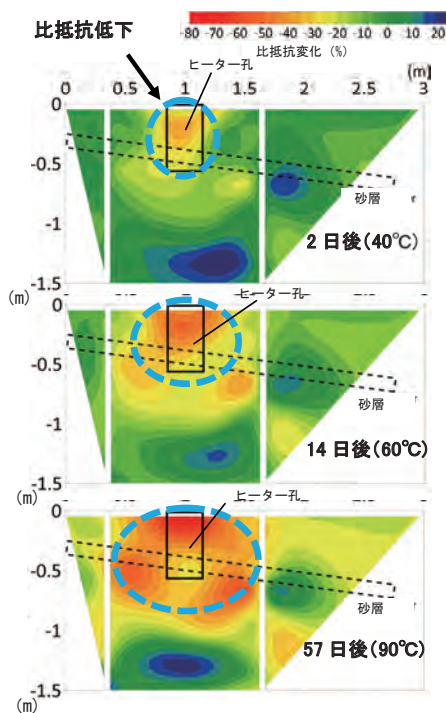 -80 -70 -60 -50 -40 -30 -20 -10 0 10 20
比抵抗変化 (%)
比抵抗低下
ヒーター孔
(m)
0 0.5 1 1.5 2 2.5 3
0
-0.5
-1
-1.5
(m)
砂層
2 日後(40℃)
ヒーター孔
0
-0.5
-1
-1.5
(m)
砂層
14 日後(60℃)
ヒーター孔
0
-0.5
-1
-1.5
(m)
砂層
57 日後(90℃)